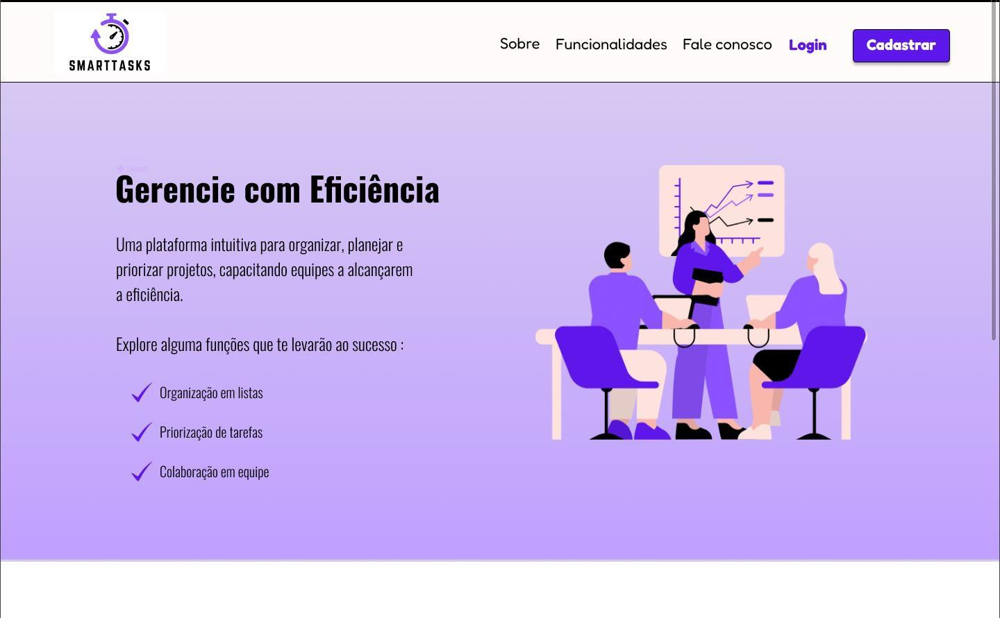 SMARTTASKS
Sobre Funcionalidades Fale conosco Login Cadastrar
Union
Gerencie com Eficiência
Uma plataforma intuitiva para organizar, planejar e
priorizar projetos, capacitando equipes a alcançarem
a eficiência.
Explore alguma funções que te levarão ao sucesso :
Organização em listas
Priorização de tarefas
Colaboração em equipe